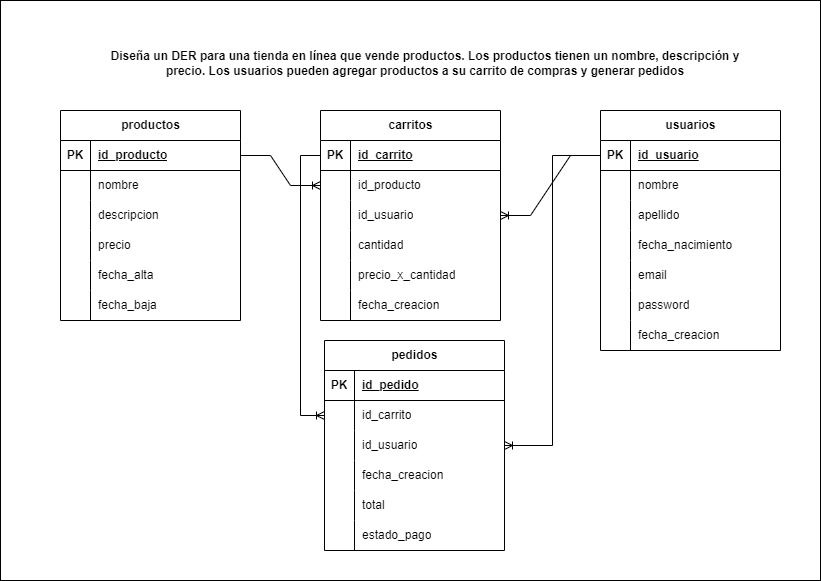 Diseña un DER para una tienda en línea que vende productos. Los productos tienen un nombre, descripción y
precio. Los usuarios pueden agregar productos a su carrito de compras y generar pedidos
productos
PK id_producto
nombre
descripcion
precio
fecha_alta
fecha_baja
carritos
PK id_carrito
id_producto
id_usuario
cantidad
precio_x_cantidad
fecha_creacion
usuarios
PK id_usuario
nombre
apellido
fecha_nacimiento
email
password
fecha_creacion
pedidos
PK id_pedido
id_carrito
id_usuario
fecha_creacion
total
estado_pago